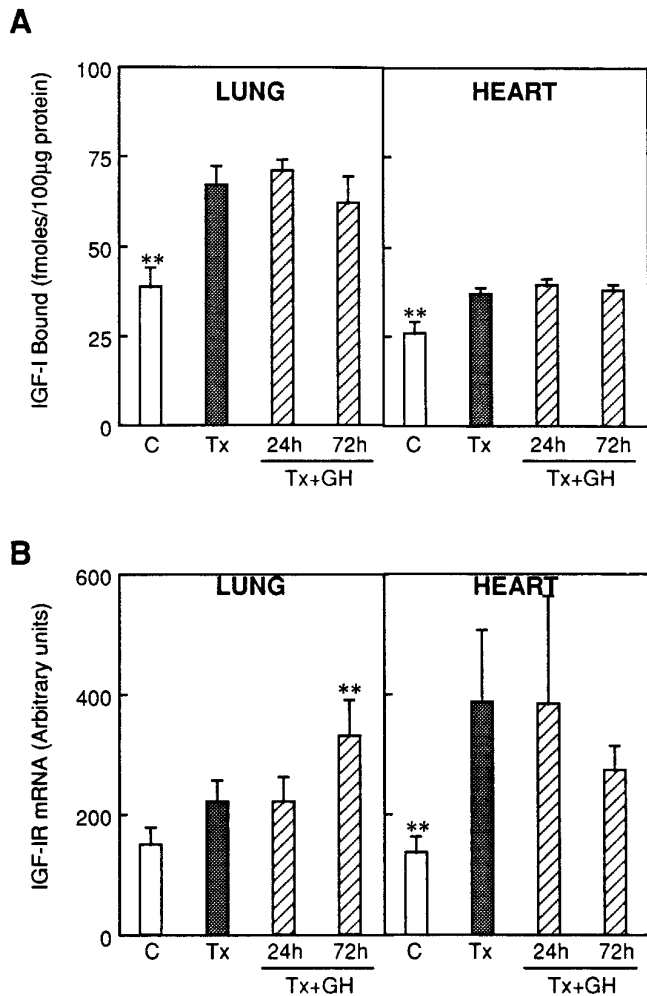 A
100
LUNG
HEART
75
50
25
0
IGF-I Bound (fmoles/100µg protein)
**
**
C Tx 24h 72h C Tx 24h 72h
Tx+GH Tx+GH
B
600
LUNG
HEART
400
200
0
IGF-IR mRNA (Arbitrary units)
**
**
C Tx 24h 72h C Tx 24h 72h
Tx+GH Tx+GH